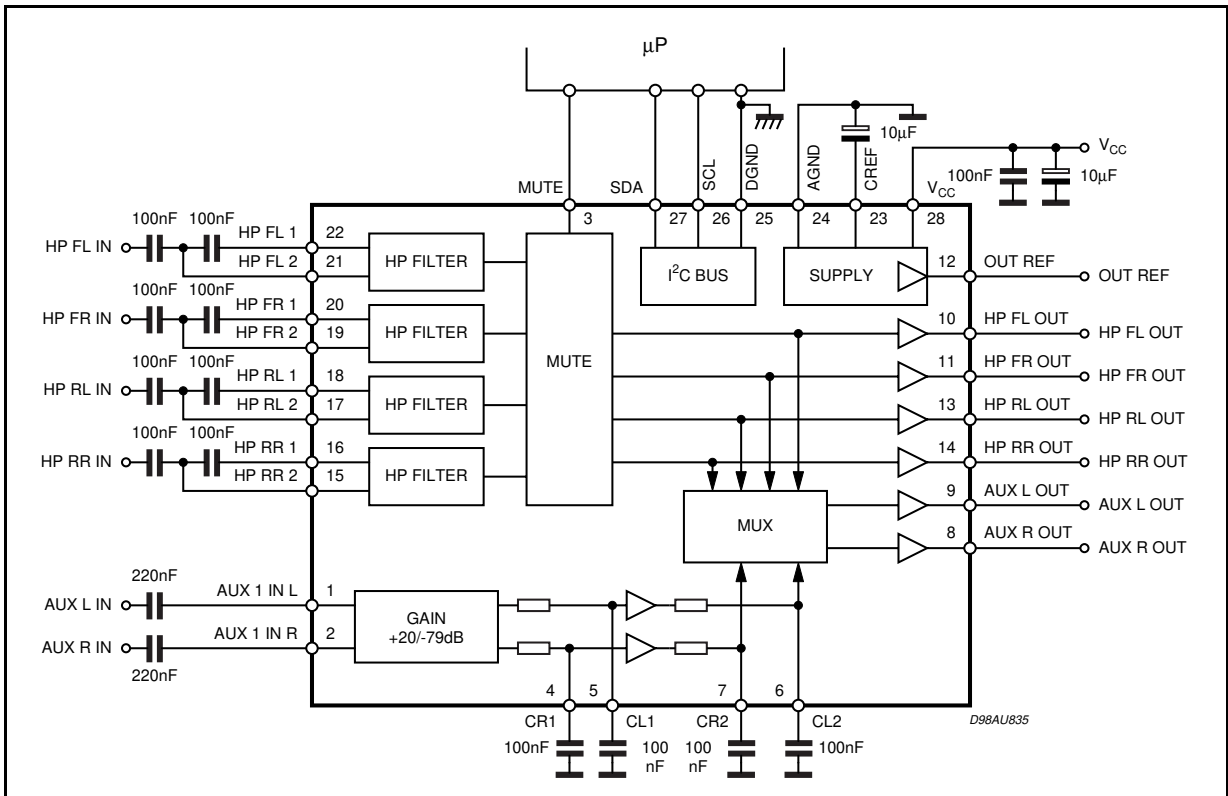 µP
10µF
AGND
CREF
SCL
DGND
V_CC
100nF
10µF
MUTE
SDA
V_CC
3
27
26
25
24
23
28
100nF 100nF
HP FL IN
HP FL 1
22
HP FL 2
21
HP FILTER
I²C BUS
SUPPLY
12
OUT REF
OUT REF
100nF 100nF
HP FR IN
HP FR 1
20
HP FR 2
19
HP FILTER
MUTE
10
HP FL OUT
HP FL OUT
11
HP FR OUT
HP FR OUT
100nF 100nF
HP RL IN
HP RL 1
18
HP RL 2
17
HP FILTER
13
HP RL OUT
HP RL OUT
100nF 100nF
HP RR IN
HP RR 1
16
HP RR 2
15
HP FILTER
14
HP RR OUT
HP RR OUT
MUX
9
AUX L OUT
AUX L OUT
8
AUX R OUT
AUX R OUT
220nF
AUX L IN
AUX 1 IN L
1
GAIN
+20/-79dB
AUX R IN
AUX 1 IN R
2
220nF
4
5
7
6
CR1
CL1
CR2
CL2
D98AU835
100nF
100
nF
100
nF
100nF